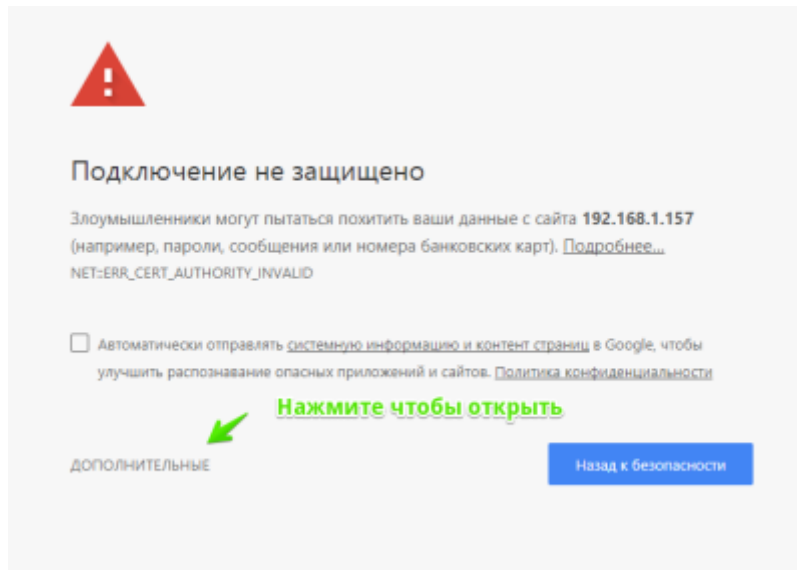 Подключение не защищено
Злоумышленники могут пытаться похитить ваши данные с сайта 192.168.1.157
(например, пароли, сообщения или номера банковских карт). Подробнее...
NET::ERR_CERT_AUTHORITY_INVALID
Автоматически отправлять системную информацию и контент страниц в Google, чтобы
улучшить распознавание опасных приложений и сайтов. Политика конфиденциальности
Нажмите чтобы открыть
ДОПОЛНИТЕЛЬНЫЕ
Назад к безопасности